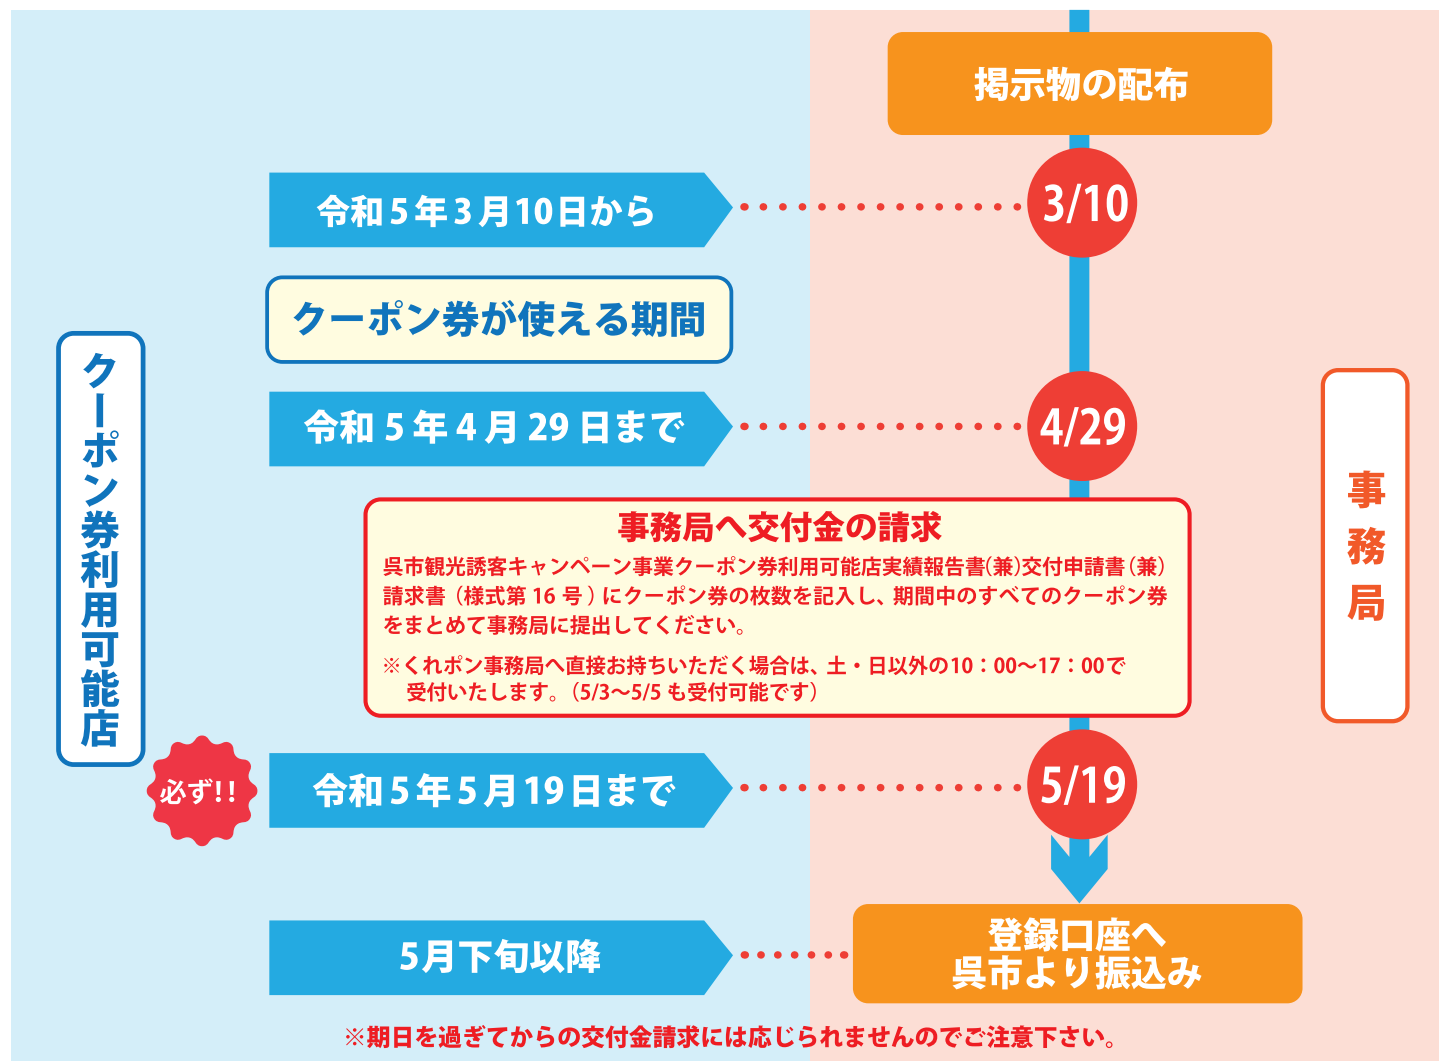 掲示物の配布
令和5年3月10日から
3/10
クーポン券が使える期間
令和5年4月29日まで
4/29
クーポン券利用可能店
事務局
事務局へ交付金の請求
呉市観光誘客キャンペーン事業クーポン券利用可能店実績報告書(兼)交付申請書(兼)
請求書(様式第16号)にクーポン券の枚数を記入し、期間中のすべてのクーポン券
をまとめて事務局に提出してください。
※くれポン事務局へ直接お持ちいただく場合は、土・日以外の10：00〜17：00で
受付いたします。(5/3〜5/5も受付可能です)
必ず!!
令和5年5月19日まで
5/19
5月下旬以降
登録口座へ
呉市より振込み
※期日を過ぎてからの交付金請求には応じられませんのでご注意下さい。